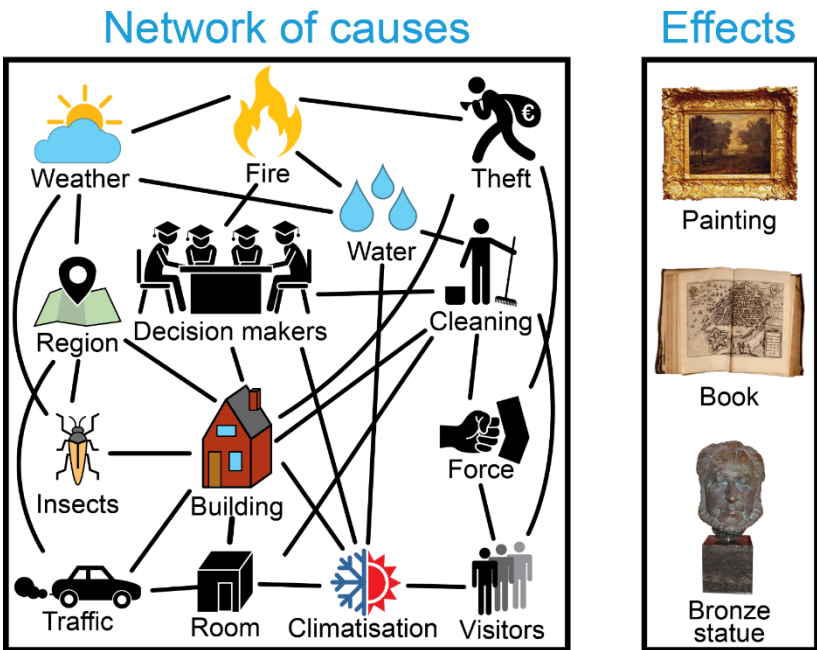 Network of causes
Effects
Weather
Fire
€
Theft
Water
Region
Decision makers
Cleaning
Insects
Building
Force
Traffic
Room
Climatisation
Visitors
Painting
Book
Bronze
statue